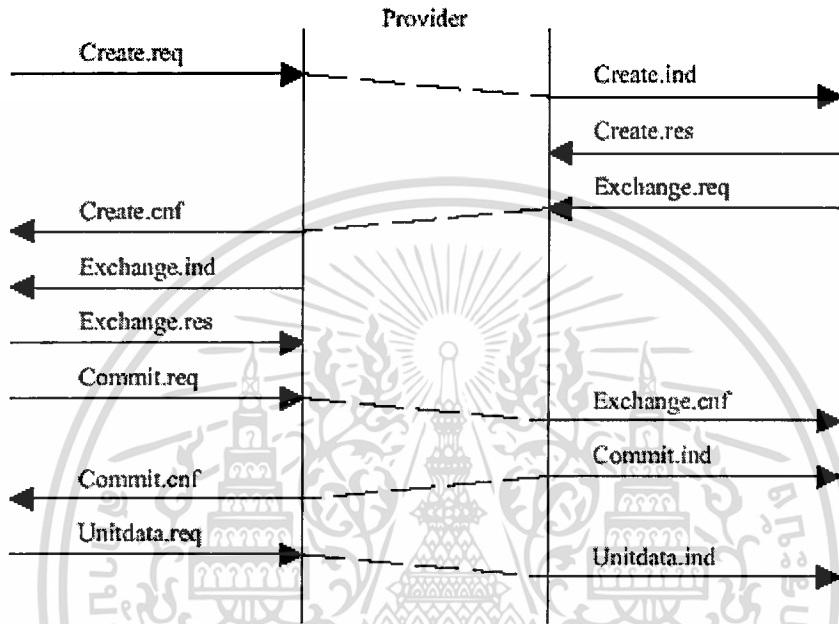 Provider
Create.req
Create.ind
Create.res
Exchange.req
Create.cnf
Exchange.ind
Exchange.res
Commit.req
Exchange.cnf
Commit.ind
Commit.cnf
Unitdata.req
Unitdata.ind